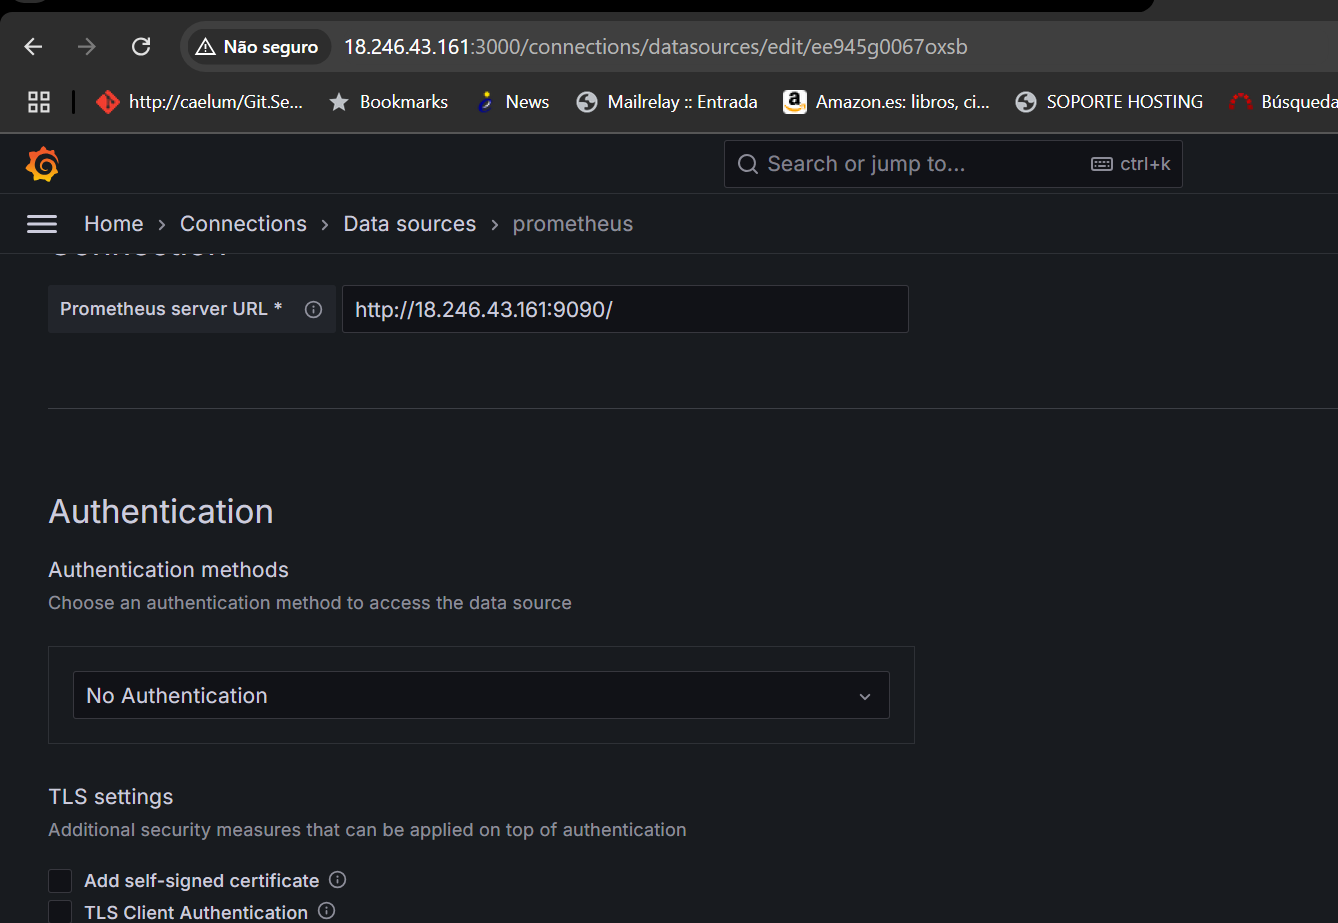 Não seguro 18.246.43.161:3000/connections/datasources/edit/ee945g0067oxsb
http://caelum/Git.Se... Bookmarks News Mailrelay :: Entrada Amazon.es: libros, ci... SOPORTE HOSTING Búsqueda
Search or jump to... ctrl+k
Home › Connections › Data sources › prometheus
Connection
Prometheus server URL * http://18.246.43.161:9090/
Authentication
Authentication methods
Choose an authentication method to access the data source
No Authentication
TLS settings
Additional security measures that can be applied on top of authentication
Add self-signed certificate
TLS Client Authentication